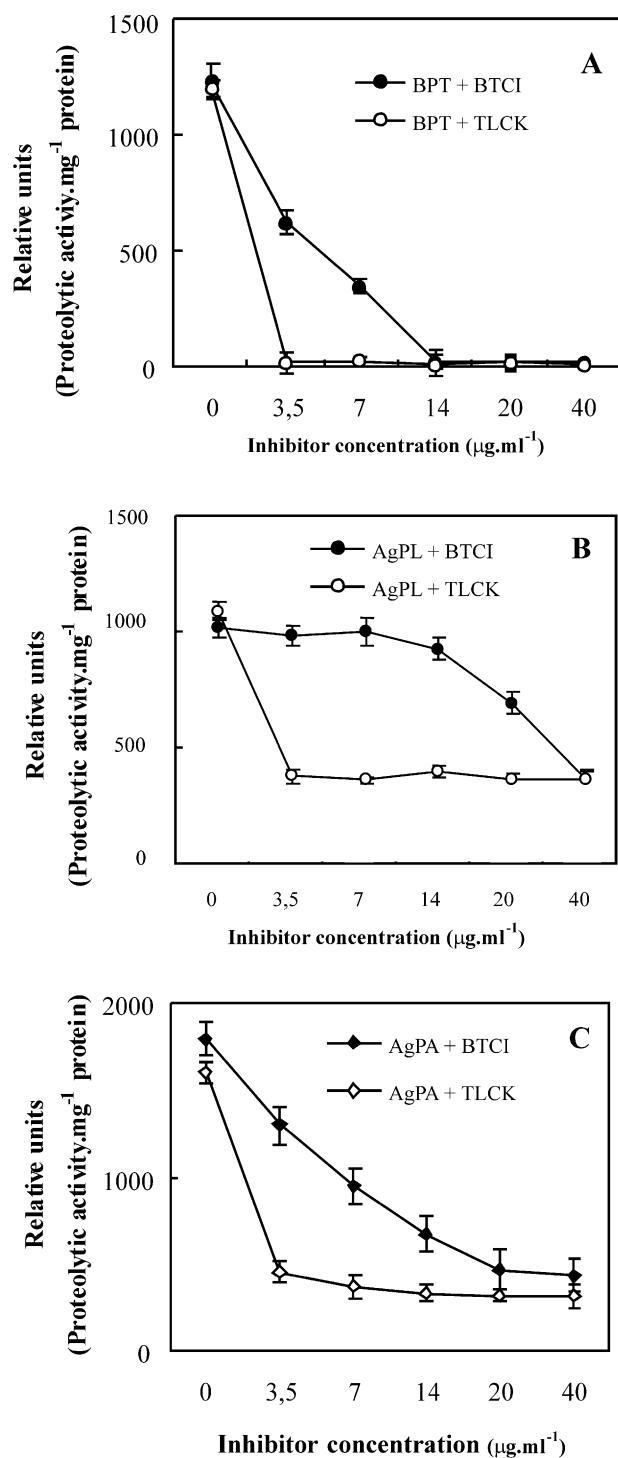 1500
A
BPT + BTCI
BPT + TLCK
1000
500
0
Relative units
(Proteolytic activiy.mg-1 protein)
0 3,5 7 14 20 40
Inhibitor concentration (µg.ml-1)
1500
B
AgPL + BTCI
AgPL + TLCK
1000
500
0
Relative units
(Proteolytic activity.mg-1 protein)
0 3,5 7 14 20 40
Inhibitor concentration (µg.ml-1)
2000
C
AgPA + BTCI
AgPA + TLCK
1000
0
Relative units
(Proteolytic activity.mg-1 protein)
0 3,5 7 14 20 40
Inhibitor concentration (µg.ml-1)